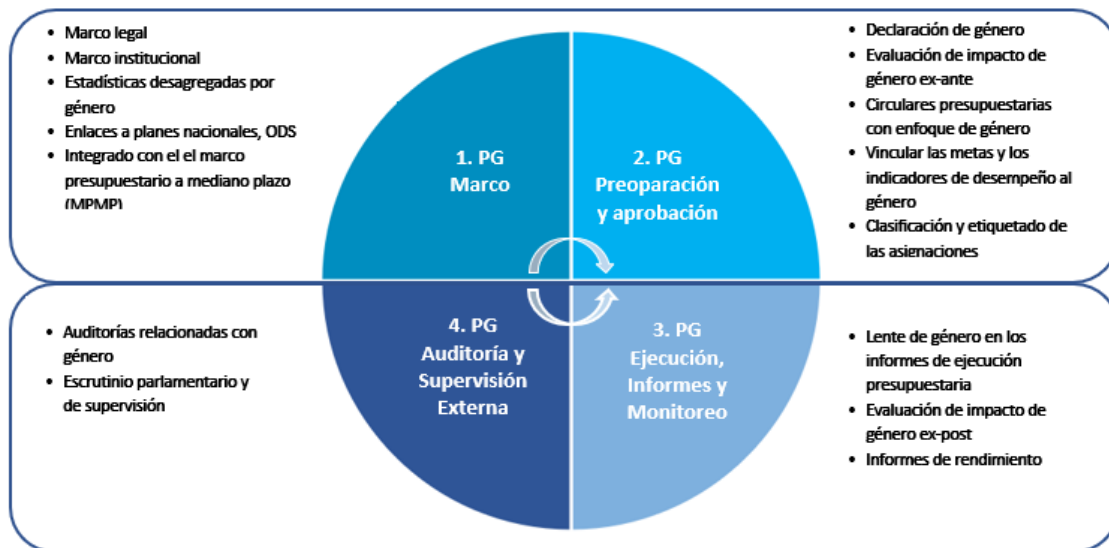 • Marco legal
• Marco institucional
• Estadísticas desagregadas por
género
• Enlaces a planes nacionales, ODS
• Integrado con el el marco
presupuestario a mediano plazo
(MPMP)
1. PG
Marco
2. PG
Preoparación
y aprobación
• Declaración de género
• Evaluación de impacto de
género ex-ante
• Circulares presupuestarias
con enfoque de género
• Vincular las metas y los
indicadores de desempeño al
género
• Clasificación y etiquetado de
las asignaciones
• Auditorías relacionadas con
género
• Escrutinio parlamentario y
de supervisión
4. PG
Auditoría y
Supervisión
Externa
3. PG
Ejecución,
Informes y
Monitoreo
• Lente de género en los
informes de ejecución
presupuestaria
• Evaluación de impacto de
género ex-post
• Informes de rendimiento